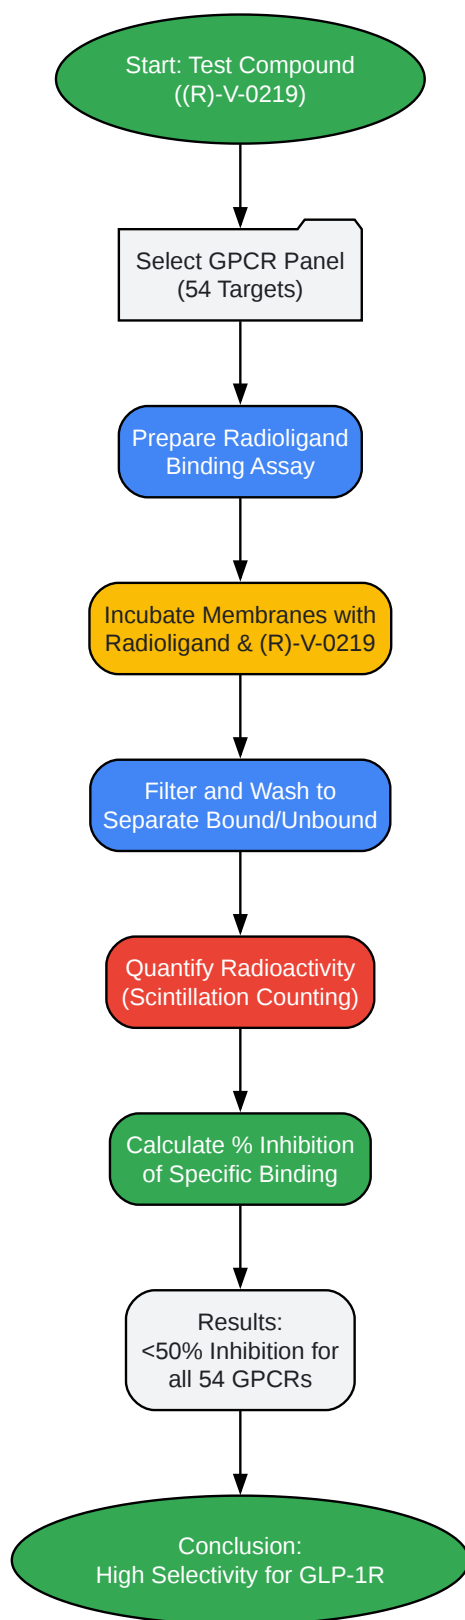 Start: Test Compound
((R)-V-0219)
Select GPCR Panel
(54 Targets)
Prepare Radioligand
Binding Assay
Incubate Membranes with
Radioligand & (R)-V-0219
Filter and Wash to
Separate Bound/Unbound
Quantify Radioactivity
(Scintillation Counting)
Calculate % Inhibition
of Specific Binding
Results:
<50% Inhibition for
all 54 GPCRs
Conclusion:
High Selectivity for GLP-1R